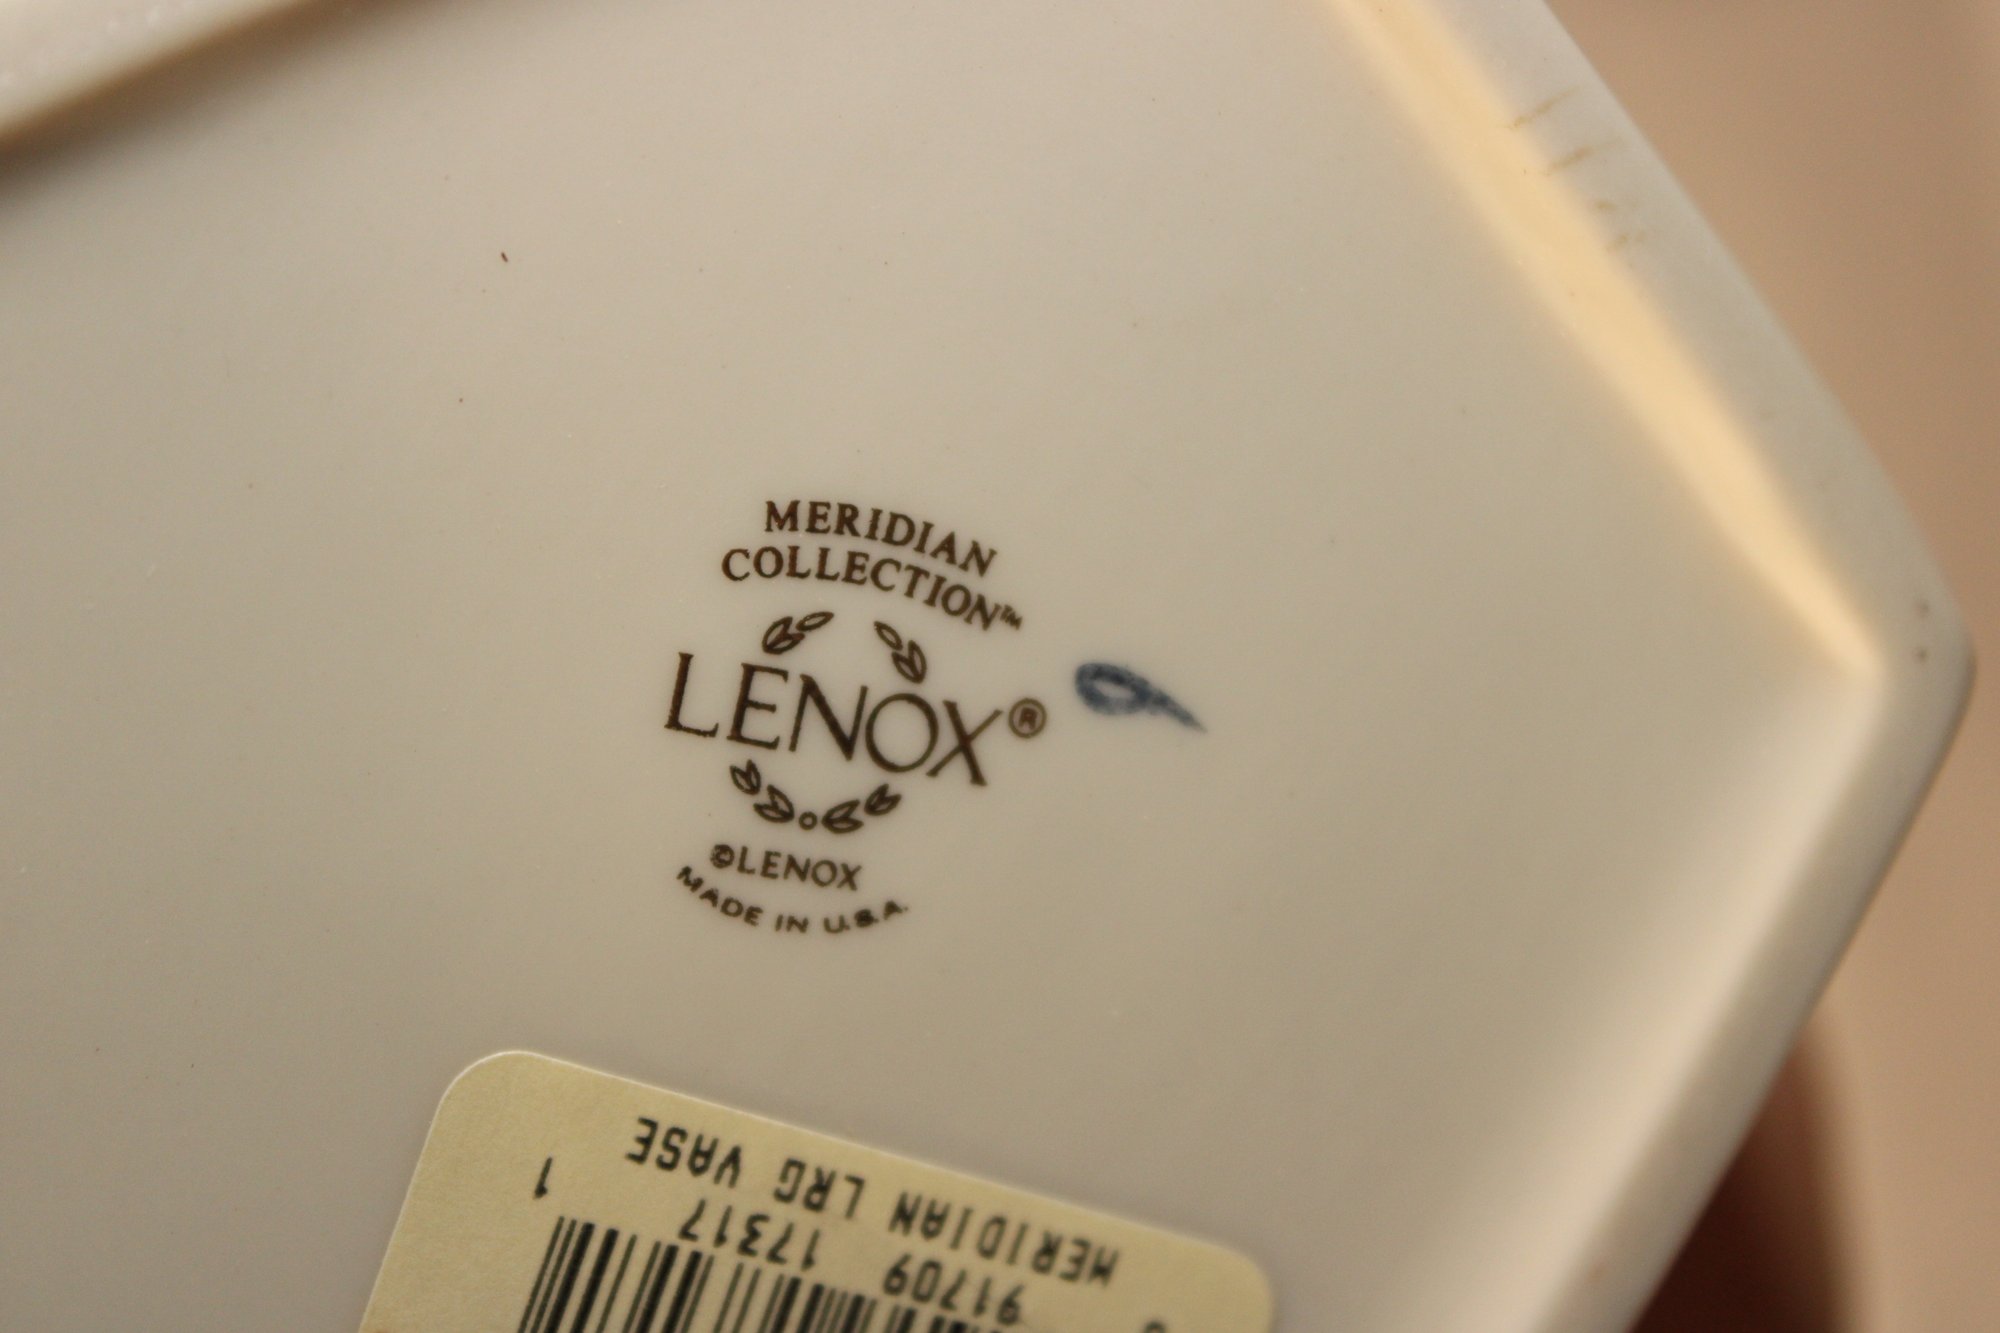 MERIDIAN
COLLECTION™
LENOX®
©LENOX
MADE IN U.S.A.
MERIDIAN LRG VASE
91709 17317
1